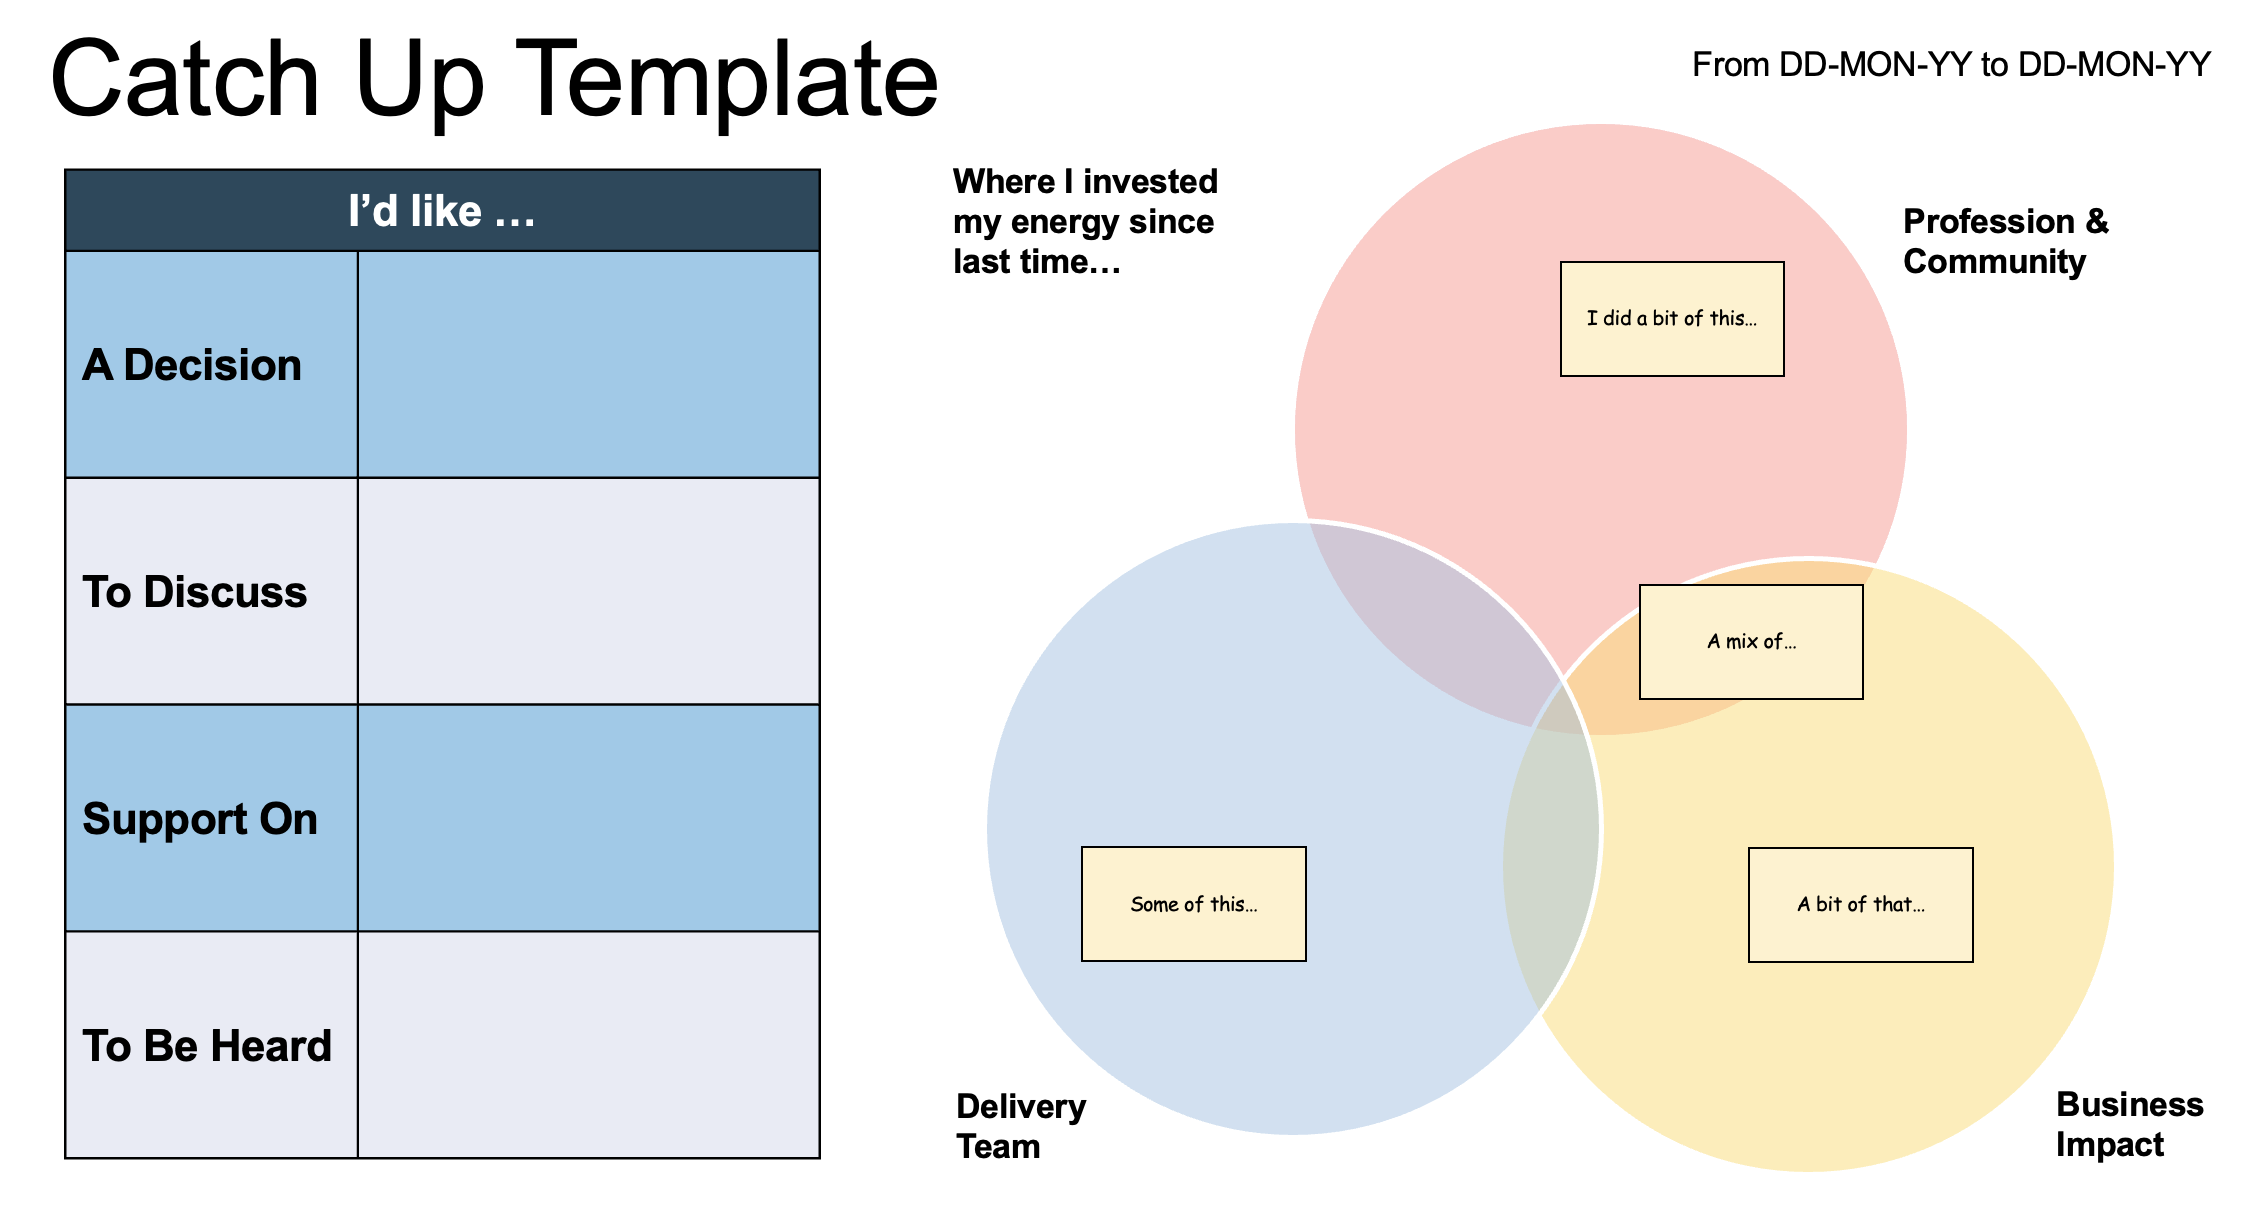 Catch Up Template
From DD-MON-YY to DD-MON-YY
I’d like …
A Decision
To Discuss
Support On
To Be Heard
Where I invested
my energy since
last time…
Profession &
Community
I did a bit of this…
A mix of…
Some of this…
A bit of that…
Delivery
Team
Business
Impact